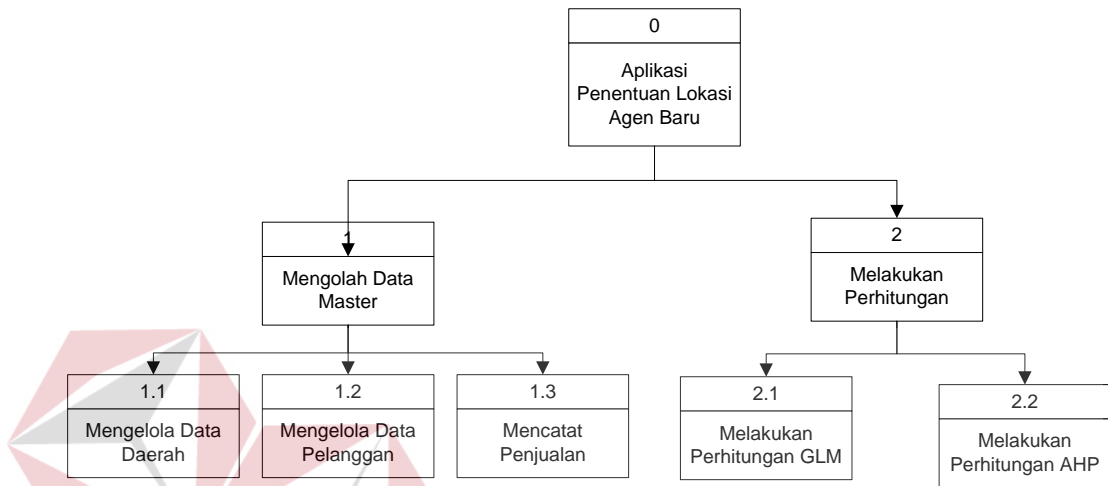 0
Aplikasi
Penentuan Lokasi
Agen Baru
1
Mengolah Data
Master
2
Melakukan
Perhitungan
1.1
Mengelola Data
Daerah
1.2
Mengelola Data
Pelanggan
1.3
Mencatat
Penjualan
2.1
Melakukan
Perhitungan GLM
2.2
Melakukan
Perhitungan AHP